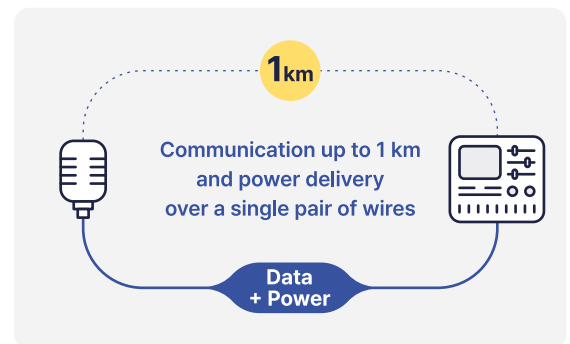 1km
Communication up to 1 km
and power delivery
over a single pair of wires
Data
+ Power